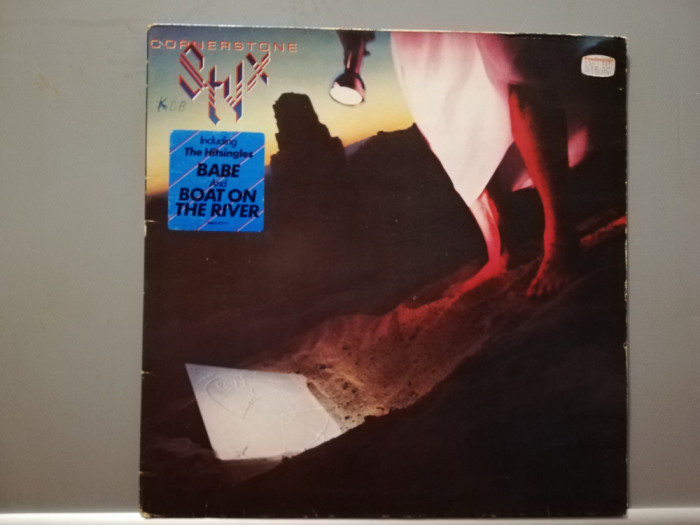 CORNERSTONE
Styx
Including
The Hitsingles
BABE
And
BOAT ON
THE RIVER